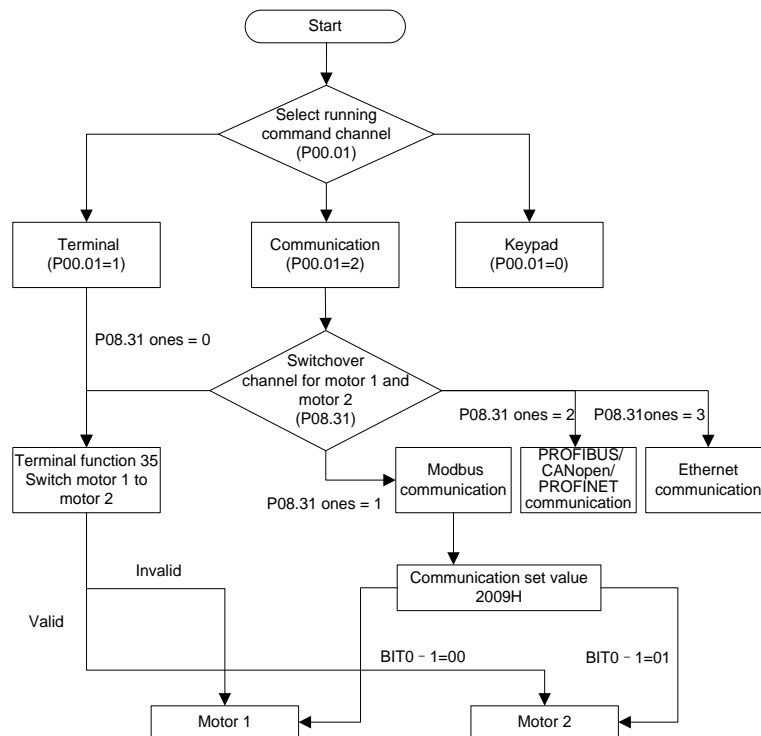 Start
Select running
command channel
(P00.01)
Terminal
(P00.01=1)
Communication
(P00.01=2)
Keypad
(P00.01=0)
P08.31 ones = 0
Switchover
channel for motor 1 and
motor 2
(P08.31)
P08.31 ones = 2
P08.31ones = 3
Terminal function 35
Switch motor 1 to
motor 2
P08.31 ones = 1
Modbus
communication
PROFIBUS/
CANopen/
PROFINET
communication
Ethernet
communication
Invalid
Communication set value
2009H
Valid
BIT0 - 1=00
BIT0 - 1=01
Motor 1
Motor 2